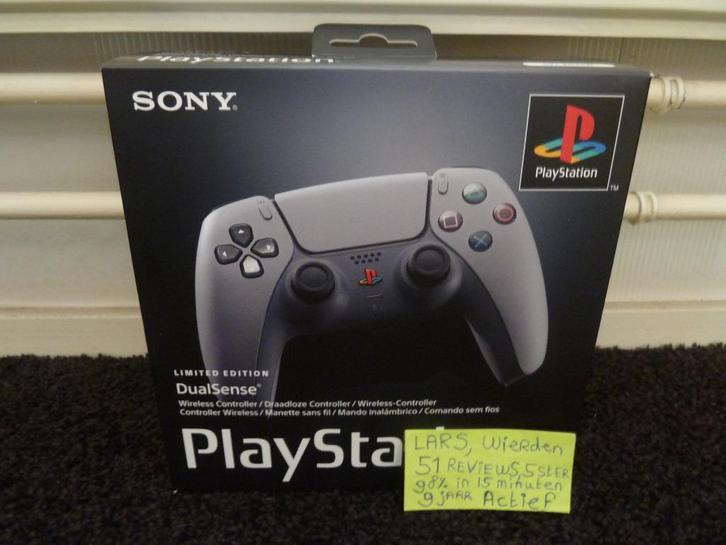 PlayStation
SONY®
PlayStation
TM
LIMITED EDITION
DualSense®
Wireless Controller / Draadloze Controller / Wireless-Controller
Controller Wireless / Manette sans fil / Mando inalámbrico / Comando sem fios
PlaySta
LARS, Wierden
51 REViEWS, 5 STER
98% in 15 minuten
9 JAAR Actief